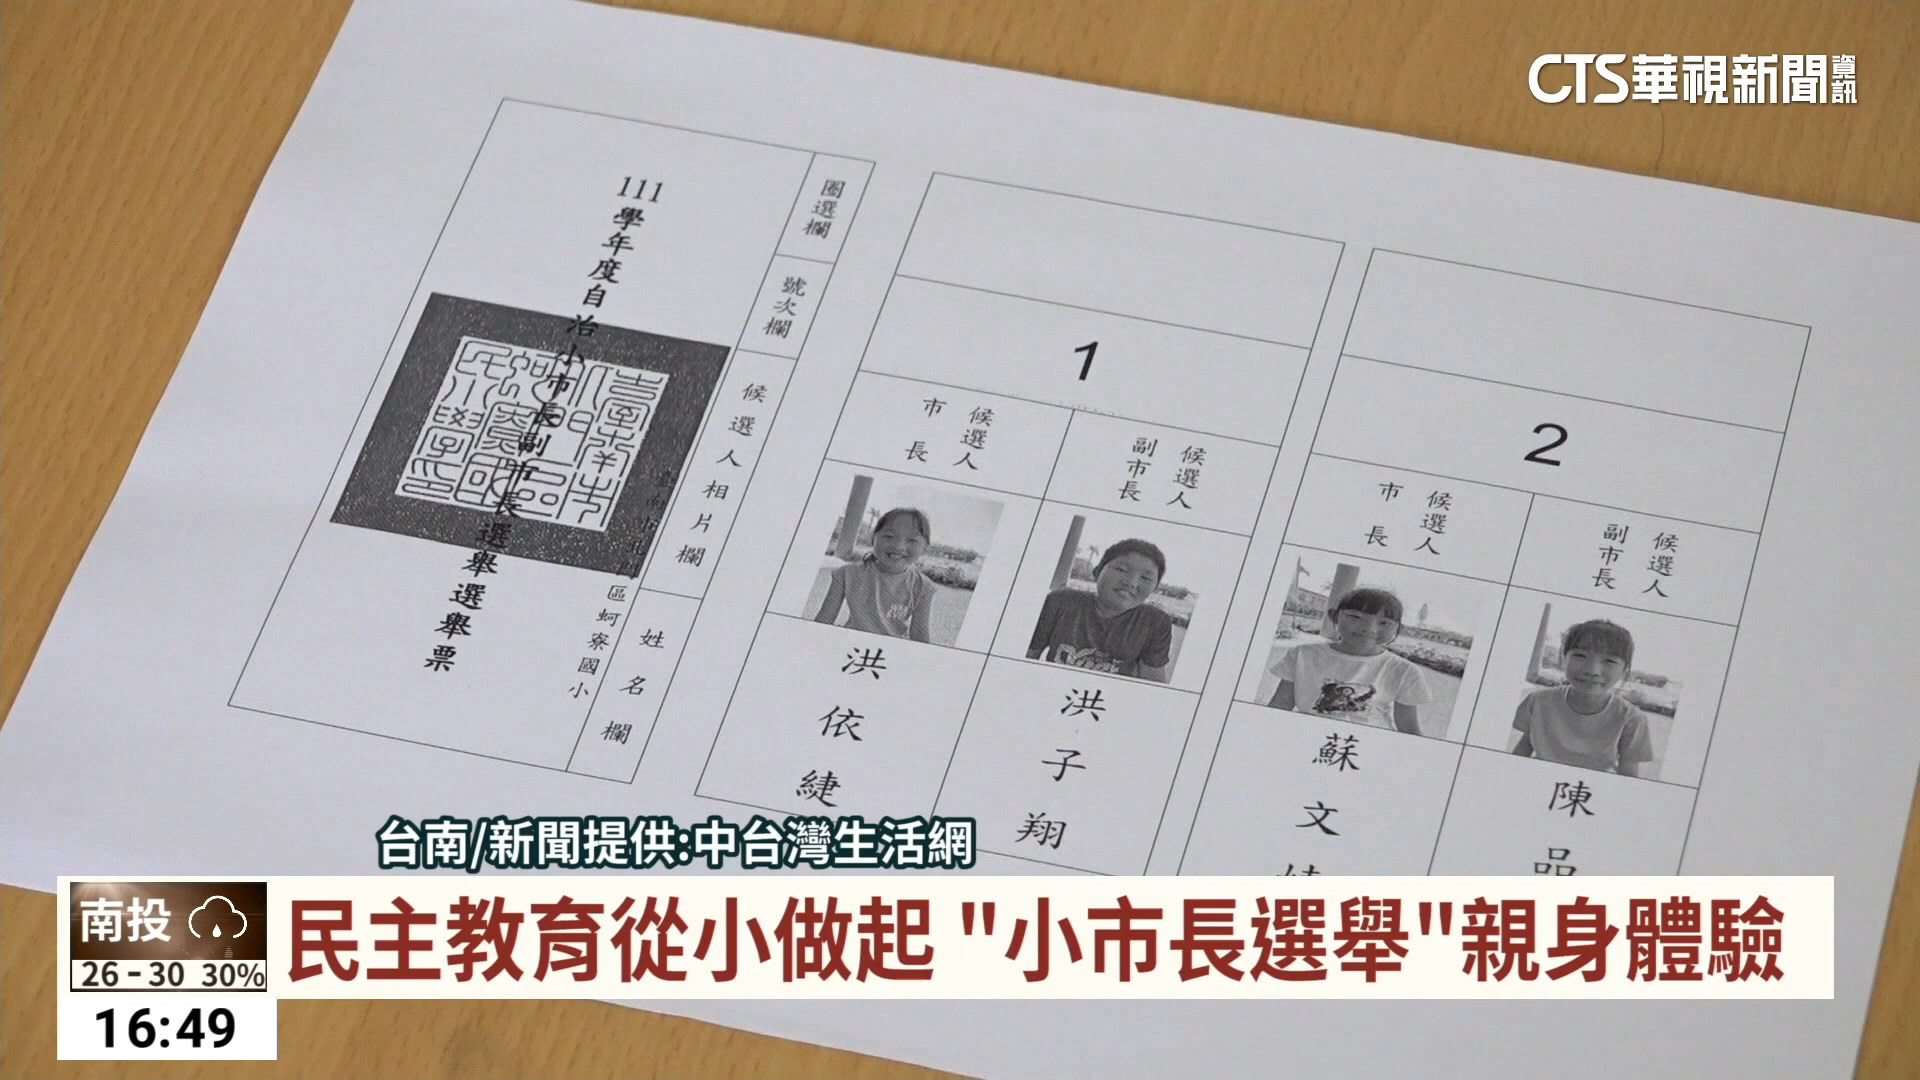 CTS華視新聞資訊
111學年度自治小市長副市長選舉選舉票
區蚵寮國小
圈選欄
號次欄
候選人相片欄
姓名欄
1
候選人
市長
候選人
副市長
洪依緁
洪子翔
2
候選人
市長
候選人
副市長
蘇文
陳品
台南/新聞提供:中台灣生活網
南投
26-30 30%
民主教育從小做起 "小市長選舉"親身體驗
16:49